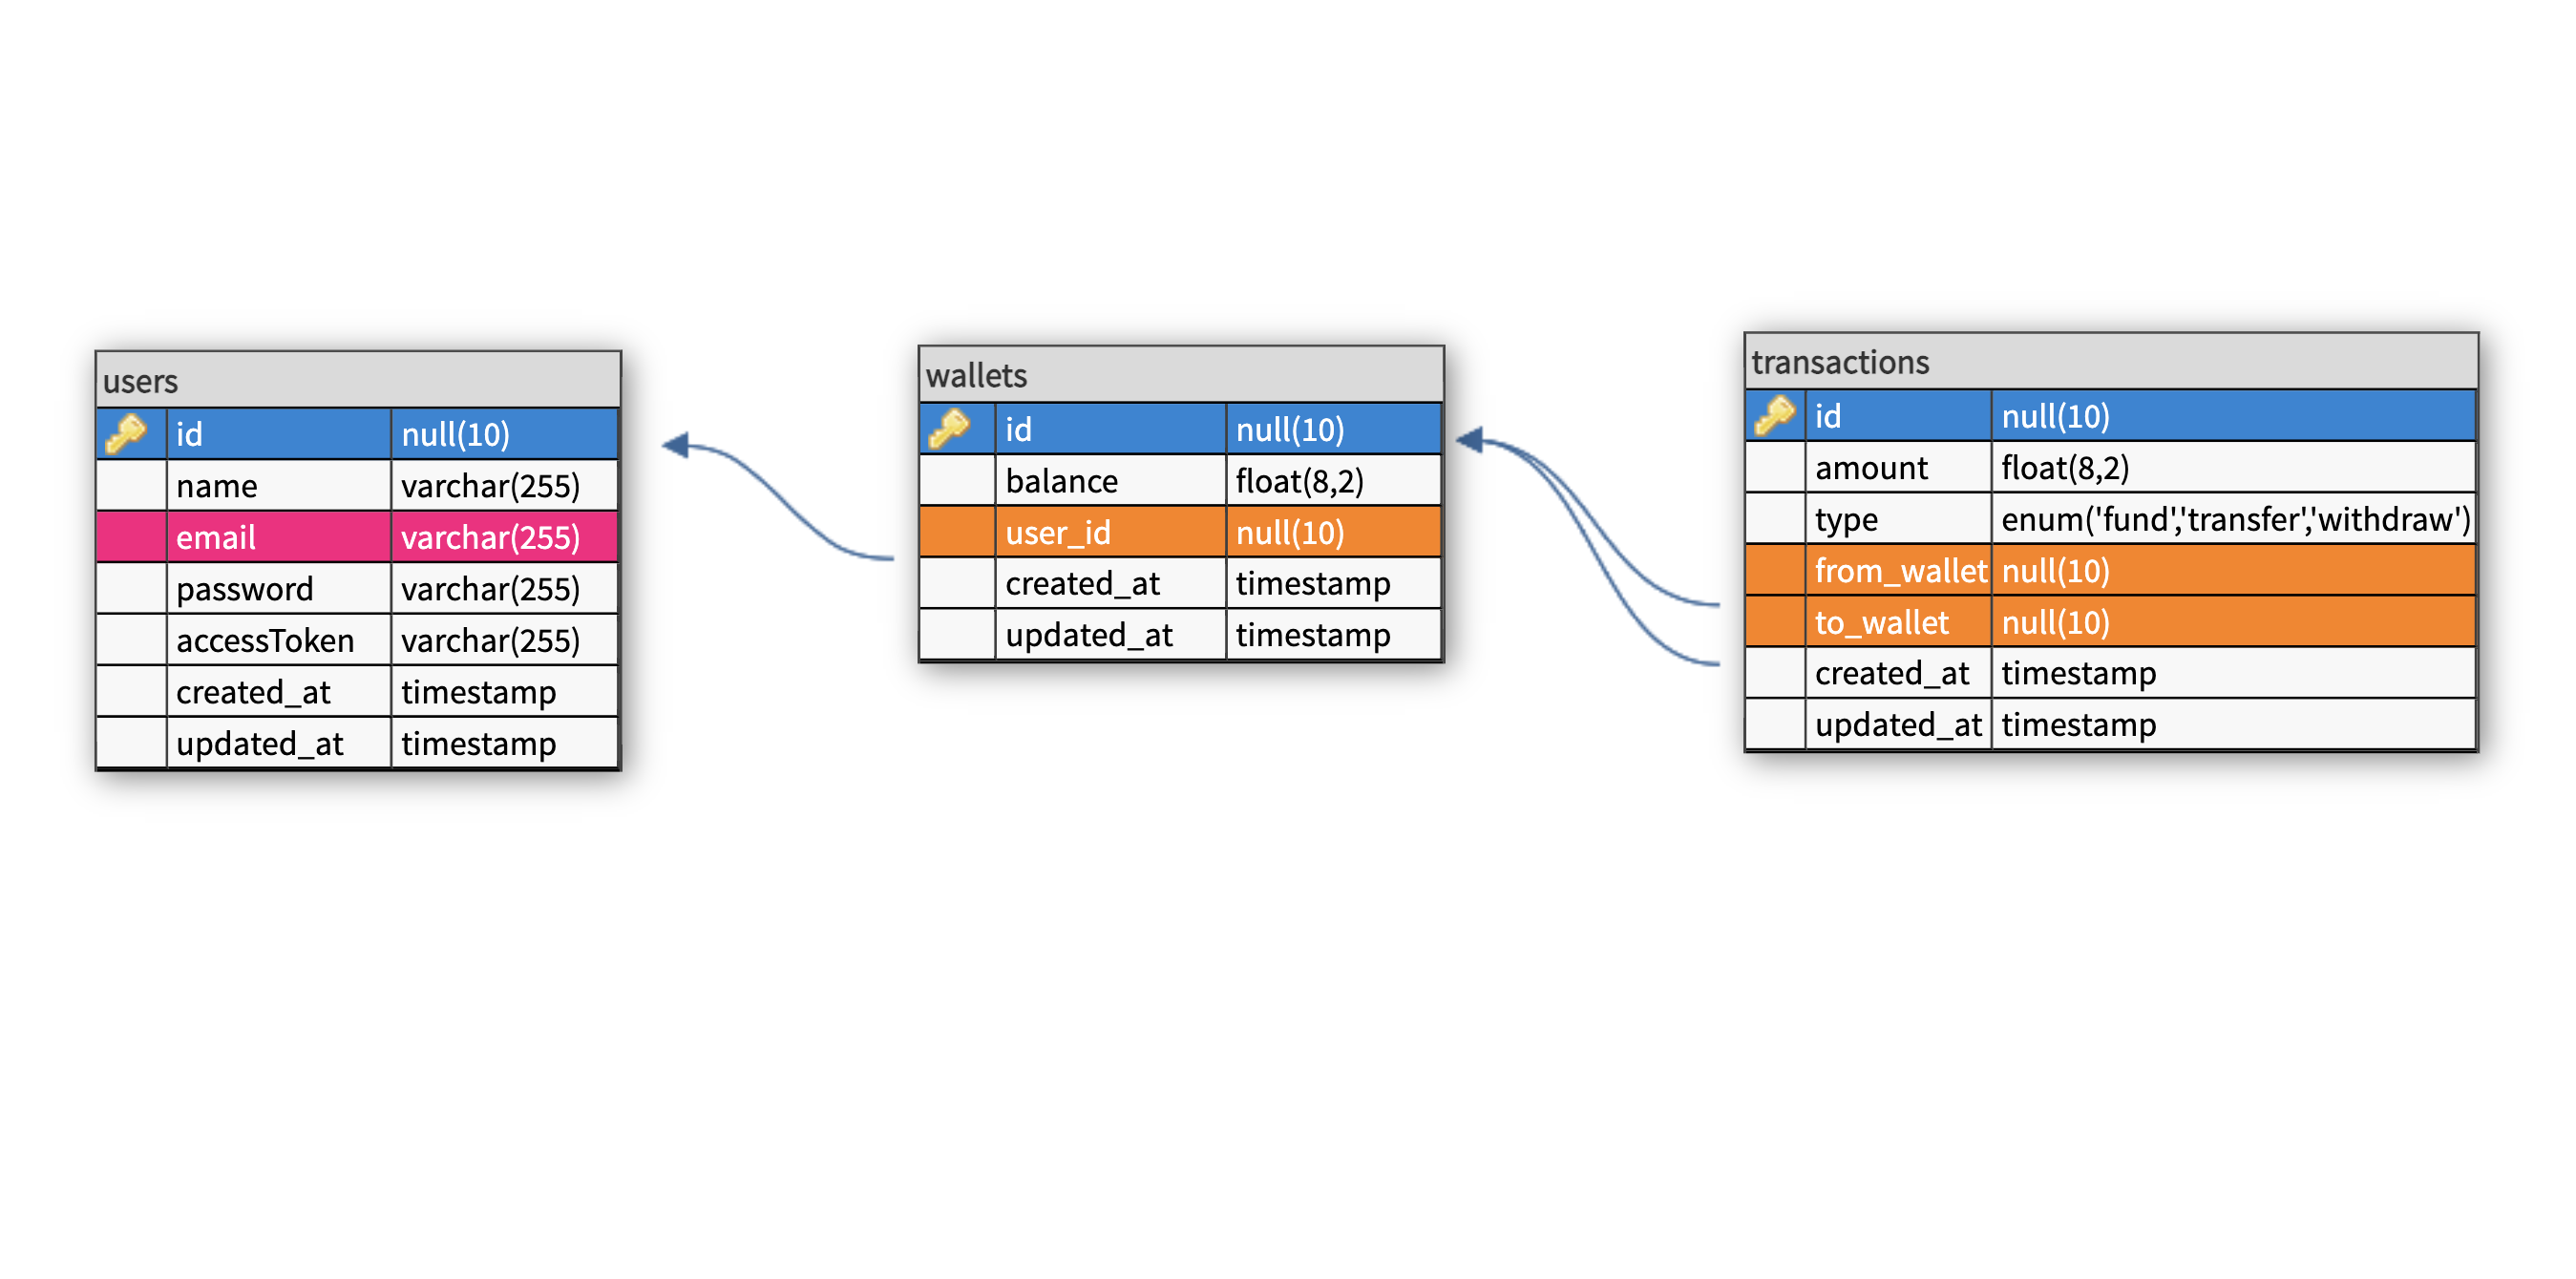 users
id null(10)
name varchar(255)
email varchar(255)
password varchar(255)
accessToken varchar(255)
created_at timestamp
updated_at timestamp
wallets
id null(10)
balance float(8,2)
user_id null(10)
created_at timestamp
updated_at timestamp
transactions
id null(10)
amount float(8,2)
type enum('fund','transfer','withdraw')
from_wallet null(10)
to_wallet null(10)
created_at timestamp
updated_at timestamp